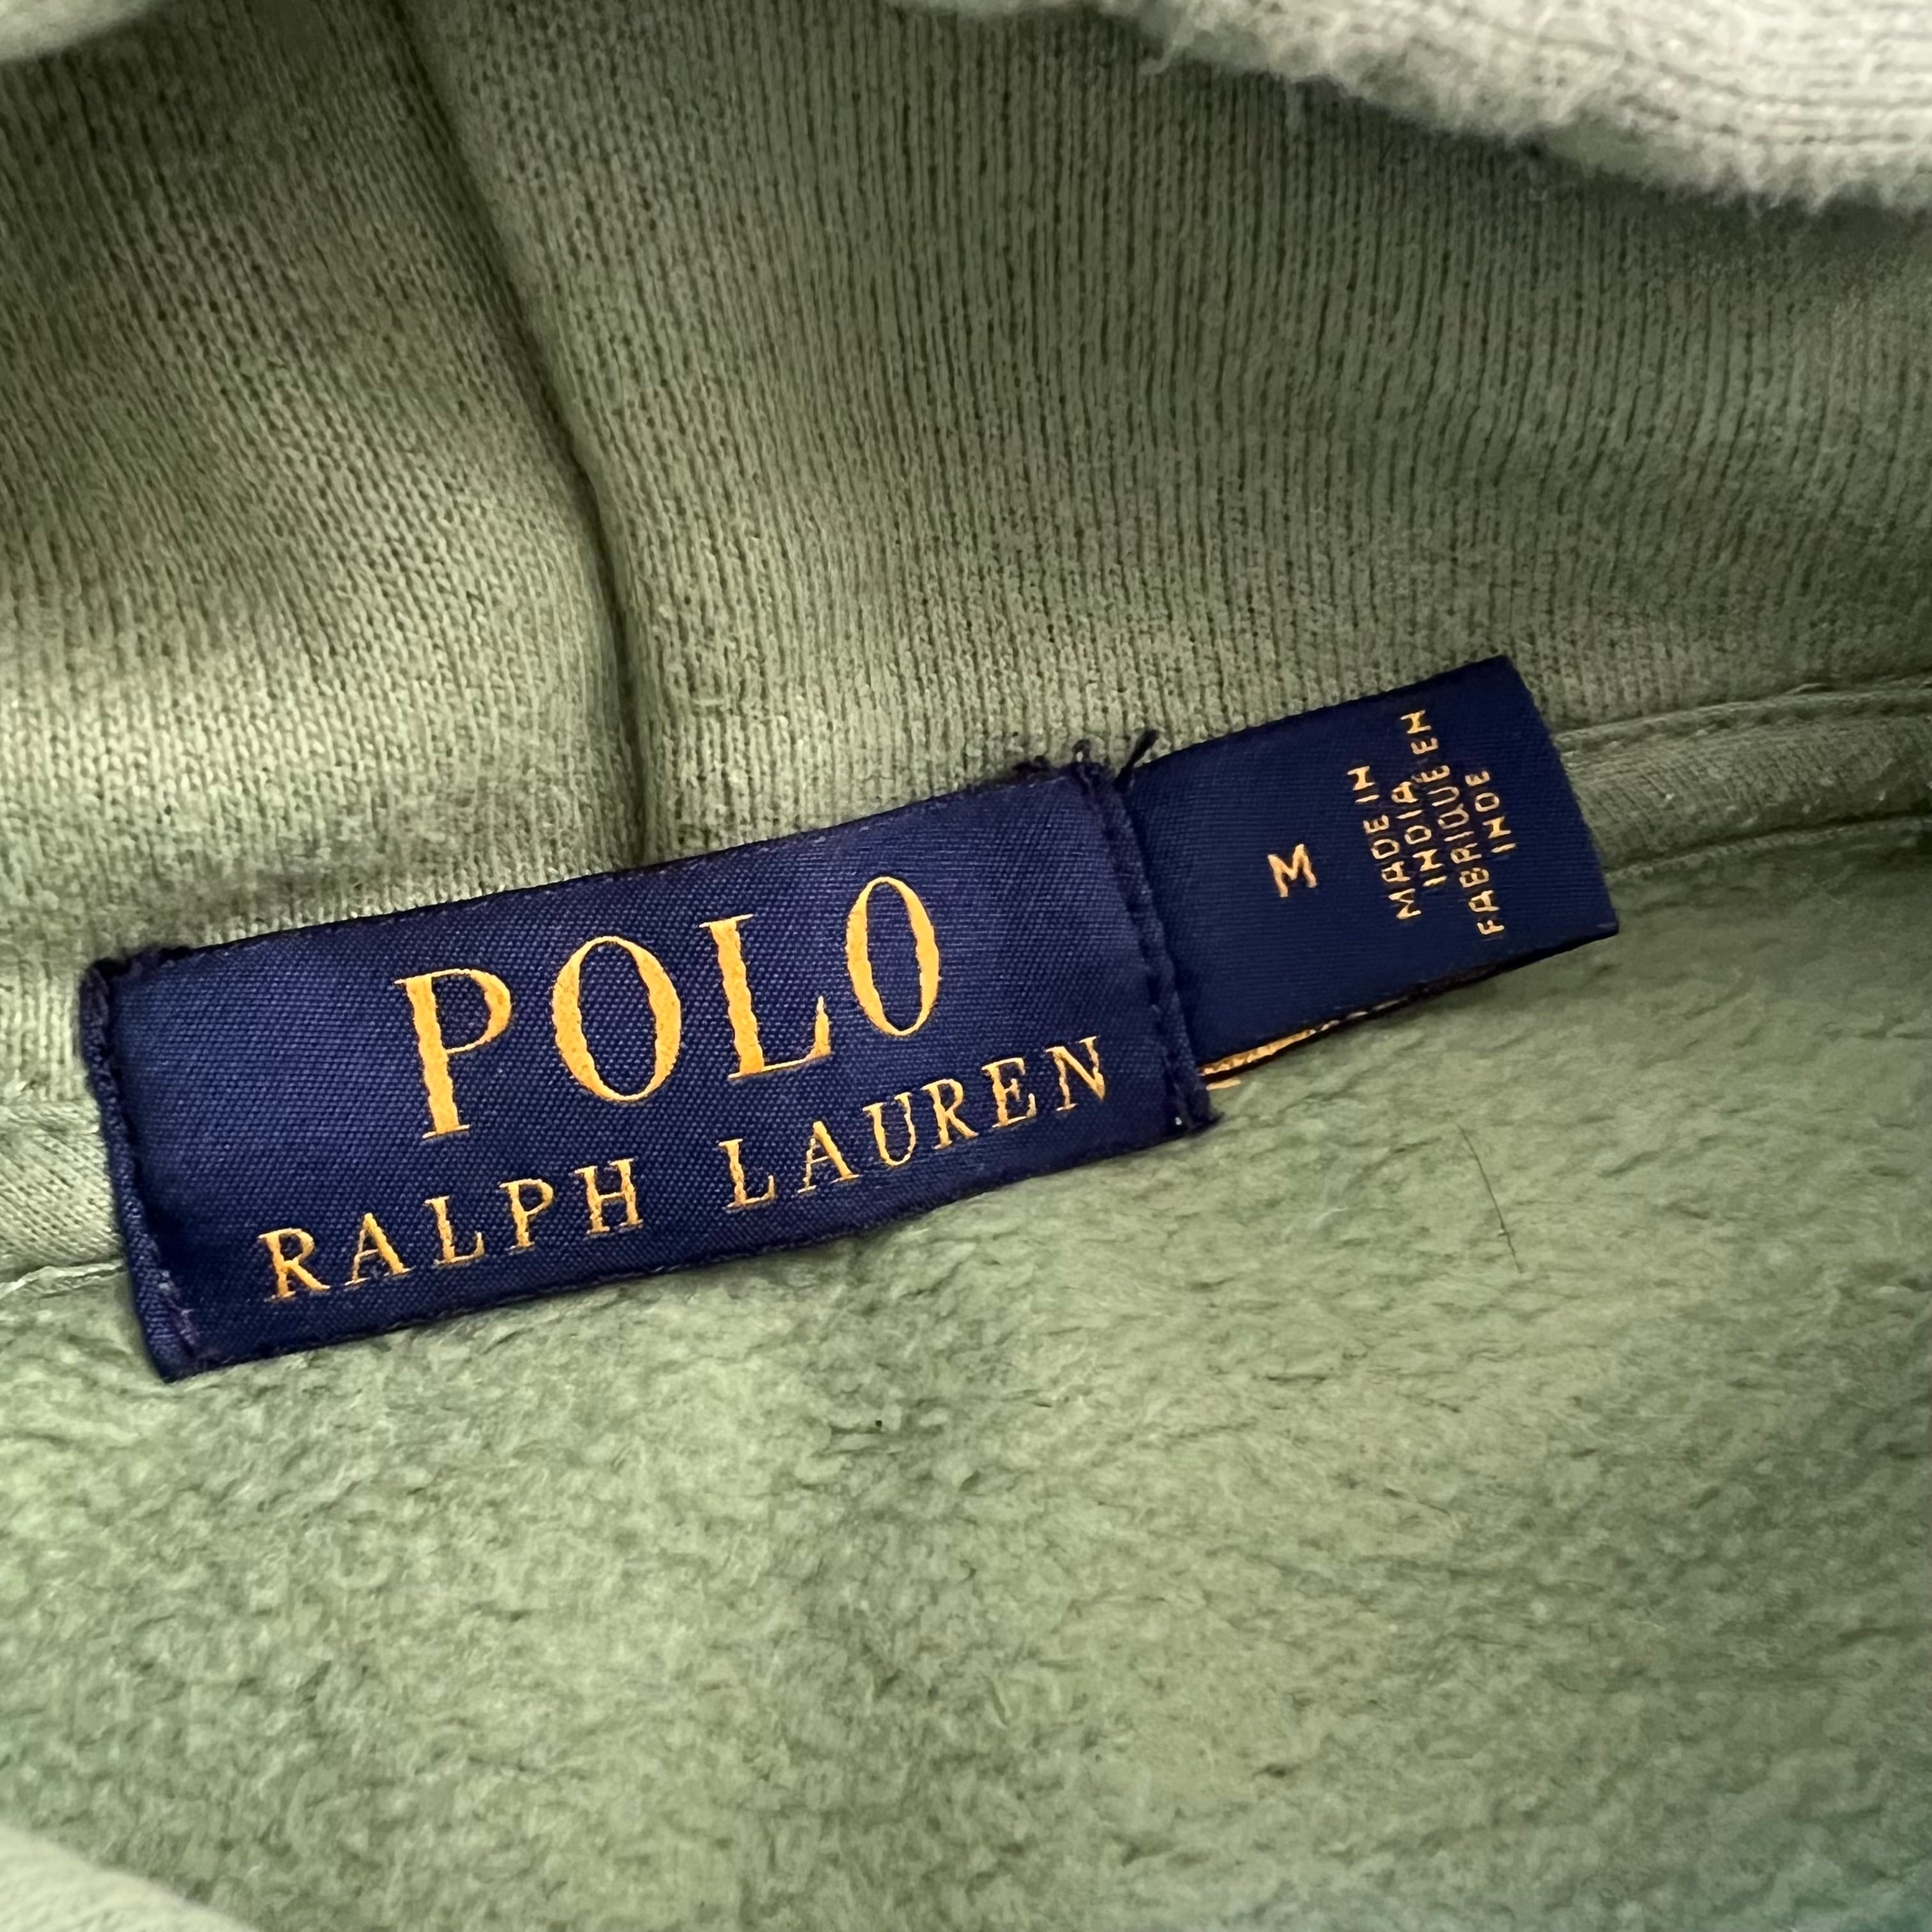 POLO
RALPH LAUREN
M
MADE IN
INDIA
FABRIQUÉ EN
INDE